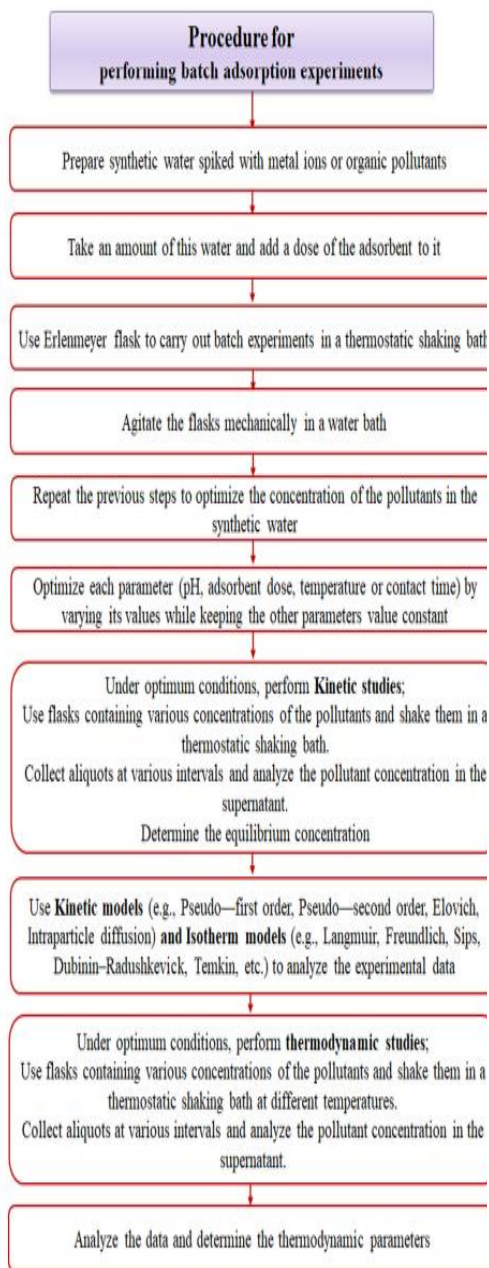 Procedure for
performing batch adsorption experiments
Prepare synthetic water spiked with metal ions or organic pollutants
Take an amount of this water and add a dose of the adsorbent to it
Use Erlenmeyer flask to carry out batch experiments in a thermostatic shaking bath
Agitate the flasks mechanically in a water bath
Repeat the previous steps to optimize the concentration of the pollutants in the
synthetic water
Optimize each parameter (pH, adsorbent dose, temperature or contact time) by
varying its values while keeping the other parameters value constant
Under optimum conditions, perform Kinetic studies;
Use flasks containing various concentrations of the pollutants and shake them in a
thermostatic shaking bath.
Collect aliquots at various intervals and analyze the pollutant concentration in the
supernatant.
Determine the equilibrium concentration
Use Kinetic models (e.g., Pseudo—first order, Pseudo—second order, Elovich,
Intraparticle diffusion) and Isotherm models (e.g., Langmuir, Freundlich, Sips,
Dubinin–Radushkevick, Temkin, etc.) to analyze the experimental data
Under optimum conditions, perform thermodynamic studies;
Use flasks containing various concentrations of the pollutants and shake them in a
thermostatic shaking bath at different temperatures.
Collect aliquots at various intervals and analyze the pollutant concentration in the
supernatant.
Analyze the data and determine the thermodynamic parameters